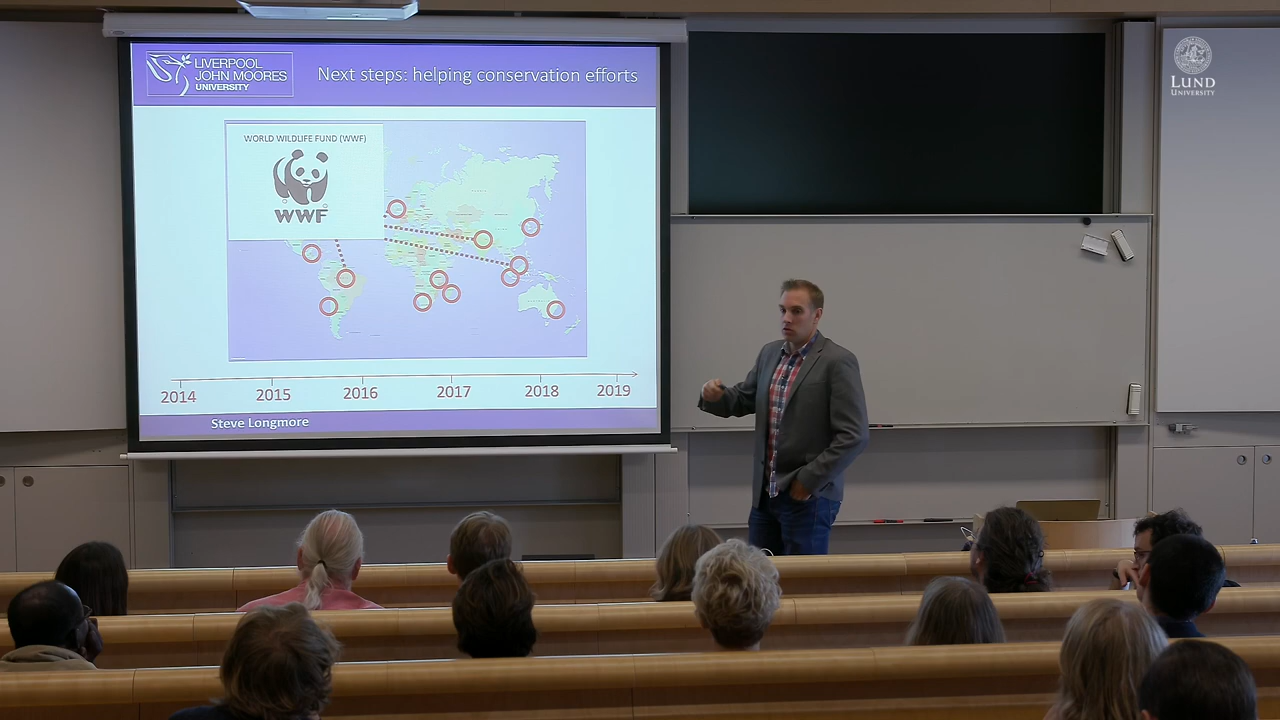 LIVERPOOL
JOHN MOORES
UNIVERSITY
Next steps: helping conservation efforts
WORLD WILDLIFE FUND (WWF)
WWF
2014
2015
2016
2017
2018
2019
Steve Longmore
LUND
UNIVERSITY